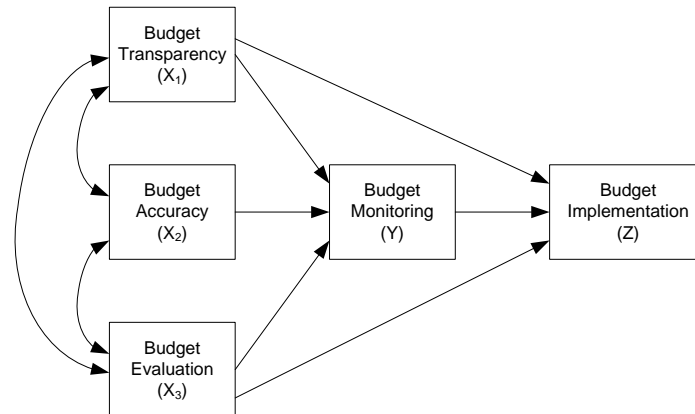 Budget
Transparency
(X₁)
Budget
Accuracy
(X₂)
Budget
Monitoring
(Y)
Budget
Implementation
(Z)
Budget
Evaluation
(X₃)